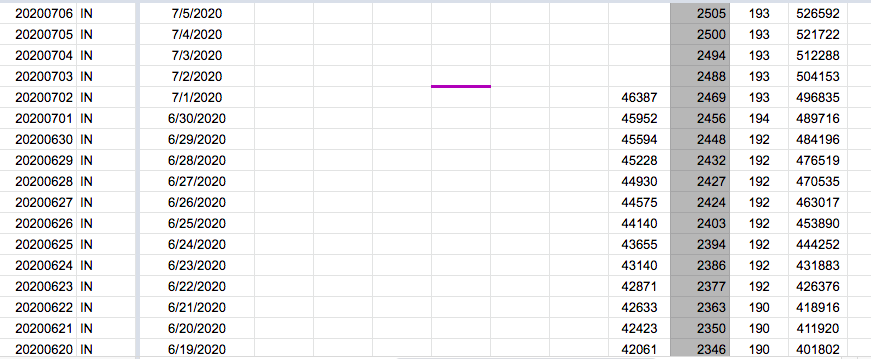 20200706 IN 7/5/2020 2505 193 526592
20200705 IN 7/4/2020 2500 193 521722
20200704 IN 7/3/2020 2494 193 512288
20200703 IN 7/2/2020 2488 193 504153
20200702 IN 7/1/2020 46387 2469 193 496835
20200701 IN 6/30/2020 45952 2456 194 489716
20200630 IN 6/29/2020 45594 2448 192 484196
20200629 IN 6/28/2020 45228 2432 192 476519
20200628 IN 6/27/2020 44930 2427 192 470535
20200627 IN 6/26/2020 44575 2424 192 463017
20200626 IN 6/25/2020 44140 2403 192 453890
20200625 IN 6/24/2020 43655 2394 192 444252
20200624 IN 6/23/2020 43140 2386 192 431883
20200623 IN 6/22/2020 42871 2377 192 426376
20200622 IN 6/21/2020 42633 2363 190 418916
20200621 IN 6/20/2020 42423 2350 190 411920
20200620 IN 6/19/2020 42061 2346 190 401802